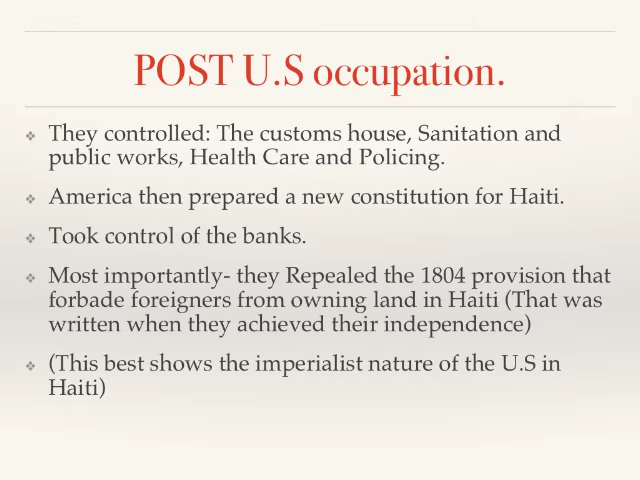 POST U.S occupation.
❖ They controlled: The customs house, Sanitation and
public works, Health Care and Policing.
❖ America then prepared a new constitution for Haiti.
❖ Took control of the banks.
❖ Most importantly- they Repealed the 1804 provision that
forbade foreigners from owning land in Haiti (That was
written when they achieved their independence)
❖ (This best shows the imperialist nature of the U.S in
Haiti)